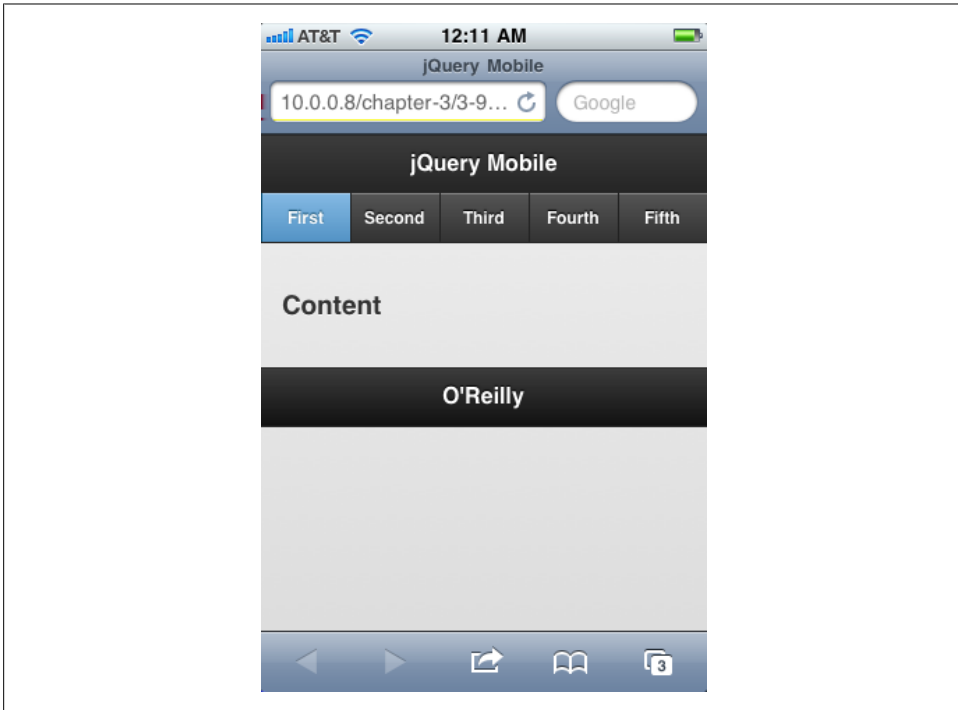 AT&T 12:11 AM
jQuery Mobile
10.0.0.8/chapter-3/3-9... Google
jQuery Mobile
First Second Third Fourth Fifth
Content
O'Reilly
3